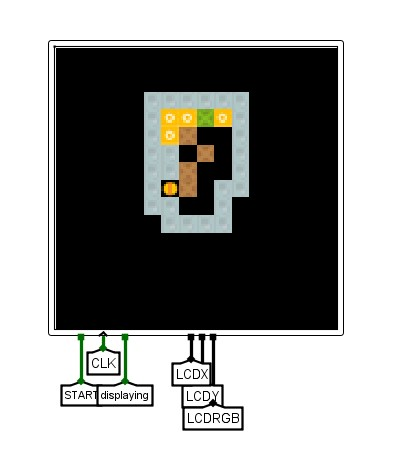 CLK
START displaying
LCDX
LCDY
LCDRGB